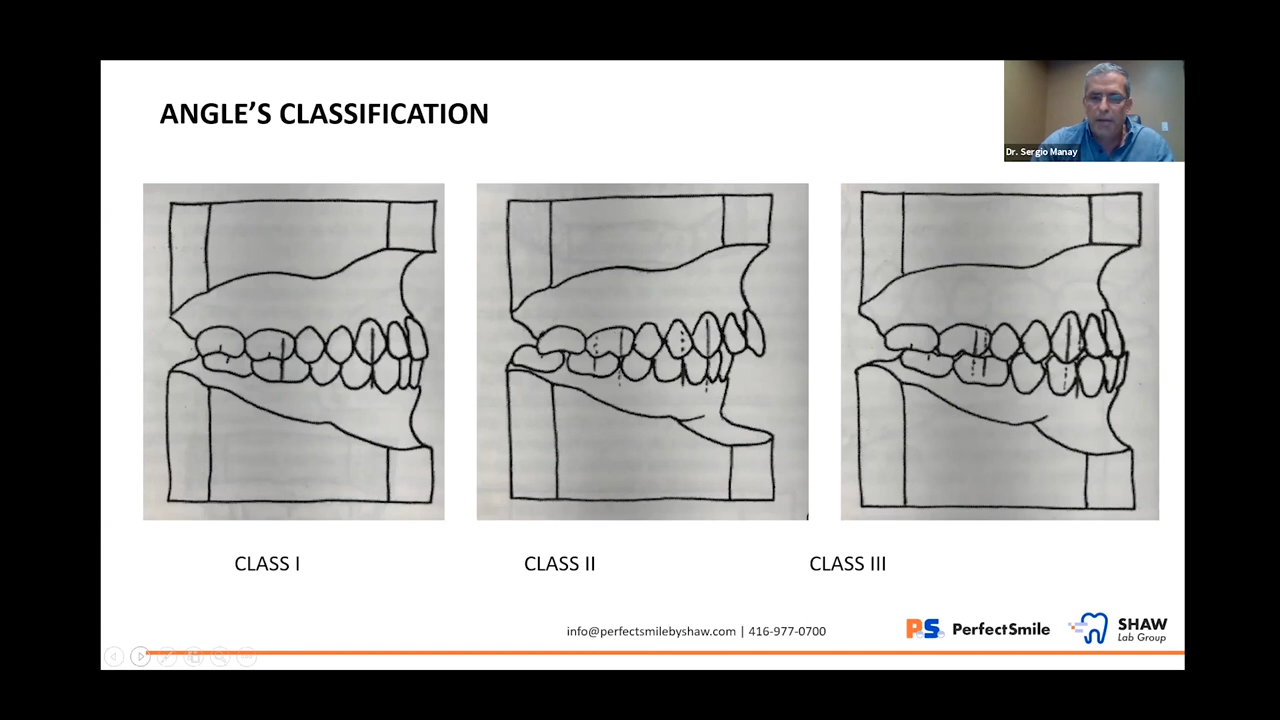 ANGLE’S CLASSIFICATION
Dr. Sergio Manay
CLASS I
CLASS II
CLASS III
info@perfectsmilebyshaw.com | 416-977-0700
PS PerfectSmile
SHAW
Lab Group